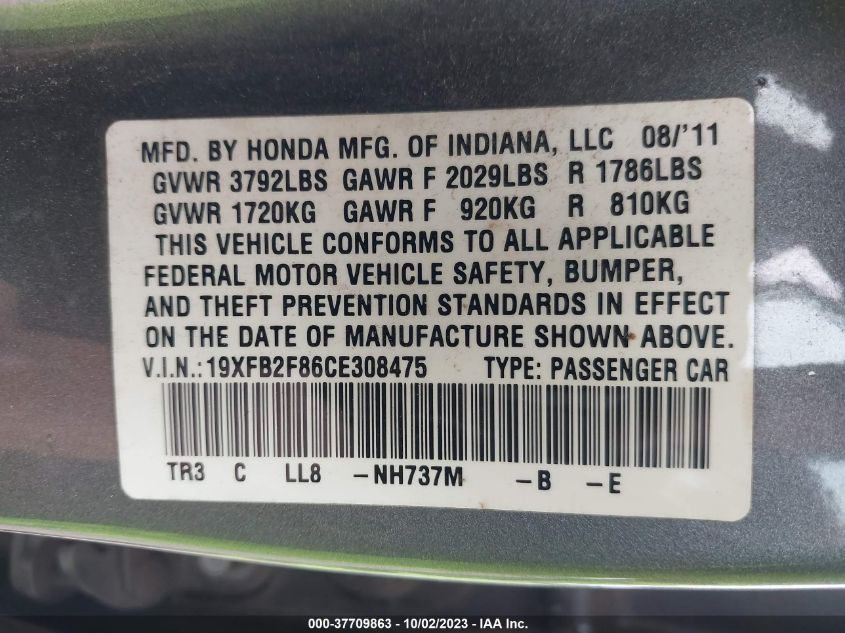 MFD. BY HONDA MFG. OF INDIANA, LLC 08/'11
GVWR 3792LBS GAWR F 2029LBS R 1786LBS
GVWR 1720KG GAWR F 920KG R 810KG
THIS VEHICLE CONFORMS TO ALL APPLICABLE
FEDERAL MOTOR VEHICLE SAFETY, BUMPER,
AND THEFT PREVENTION STANDARDS IN EFFECT
ON THE DATE OF MANUFACTURE SHOWN ABOVE.
V.I.N.:19XFB2F86CE308475 TYPE: PASSENGER CAR
TR3 C LL8 -NH737M -B -E
000-37709863 - 10/02/2023 - IAA Inc.